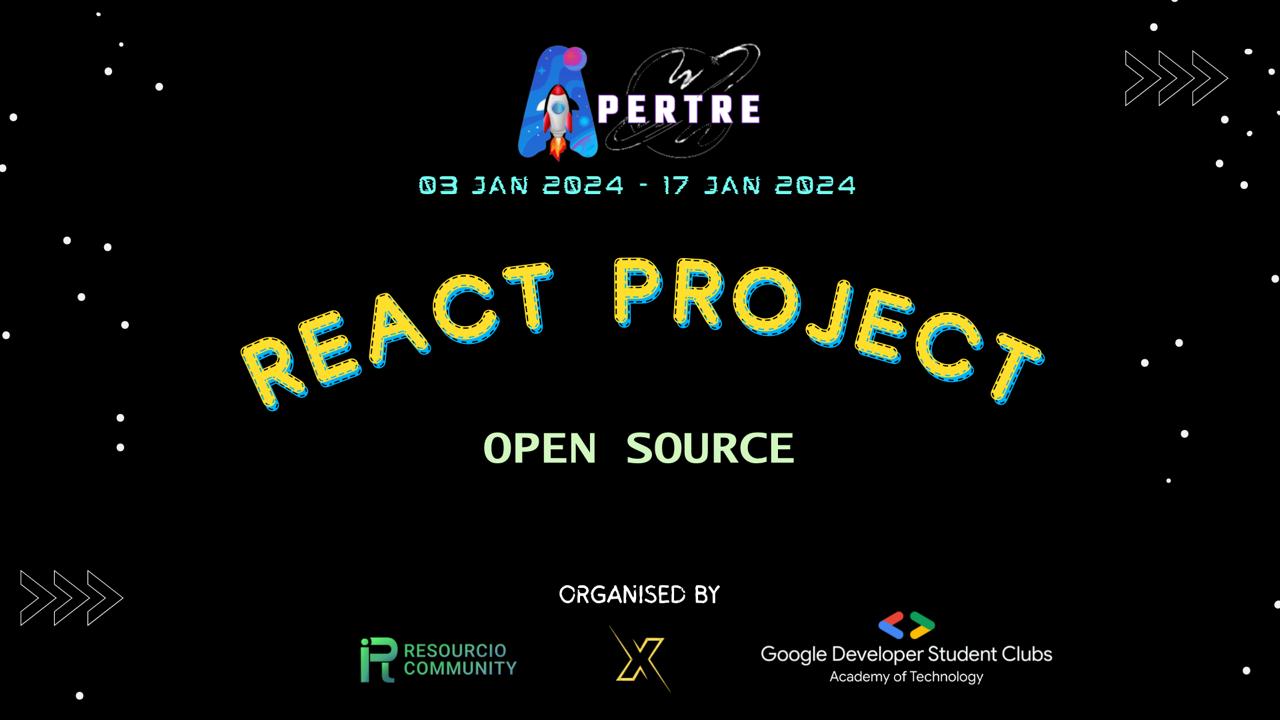 APERTRE
03 JAN 2024 - 17 JAN 2024
REACT PROJECT
OPEN SOURCE
ORGANISED BY
RESOURCIO
COMMUNITY
X
Google Developer Student Clubs
Academy of Technology